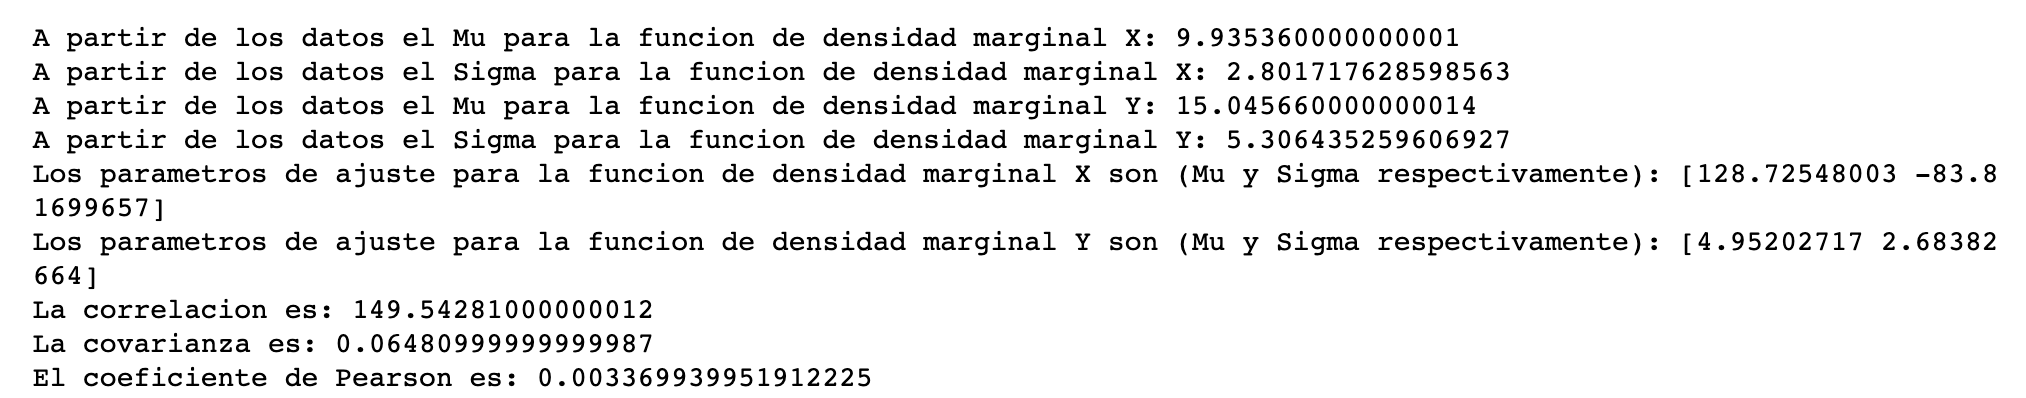 A partir de los datos el Mu para la funcion de densidad marginal X: 9.935360000000001
A partir de los datos el Sigma para la funcion de densidad marginal X: 2.801717628598563
A partir de los datos el Mu para la funcion de densidad marginal Y: 15.045660000000014
A partir de los datos el Sigma para la funcion de densidad marginal Y: 5.306435259606927
Los parametros de ajuste para la funcion de densidad marginal X son (Mu y Sigma respectivamente): [128.72548003 -83.8
1699657]
Los parametros de ajuste para la funcion de densidad marginal Y son (Mu y Sigma respectivamente): [4.95202717 2.68382
664]
La correlacion es: 149.54281000000012
La covarianza es: 0.06480999999999987
El coeficiente de Pearson es: 0.003369939951912225